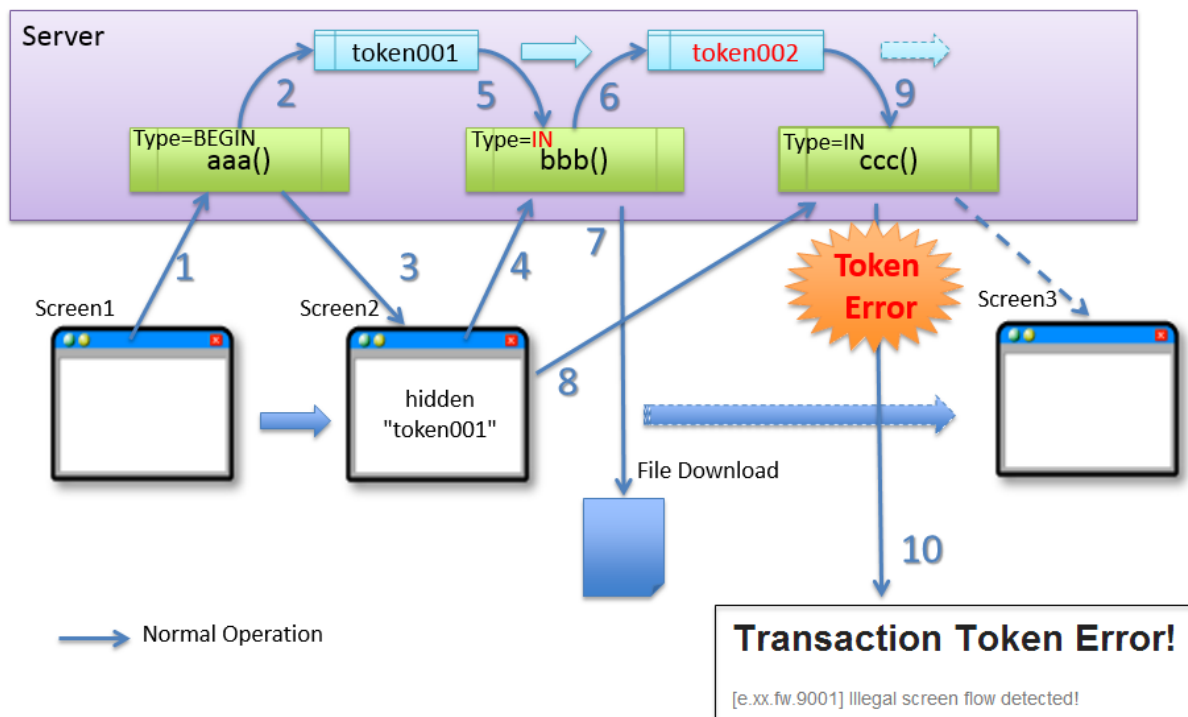 Server
token001
token002
2
5
6
9
Type=BEGIN
aaa()
Type=IN
bbb()
Type=IN
ccc()
1
3
4
7
8
Token
Error
Screen1
Screen2
Screen3
hidden
"token001"
File Download
10
Normal Operation
Transaction Token Error!
[e.xx.fw.9001] Illegal screen flow detected!